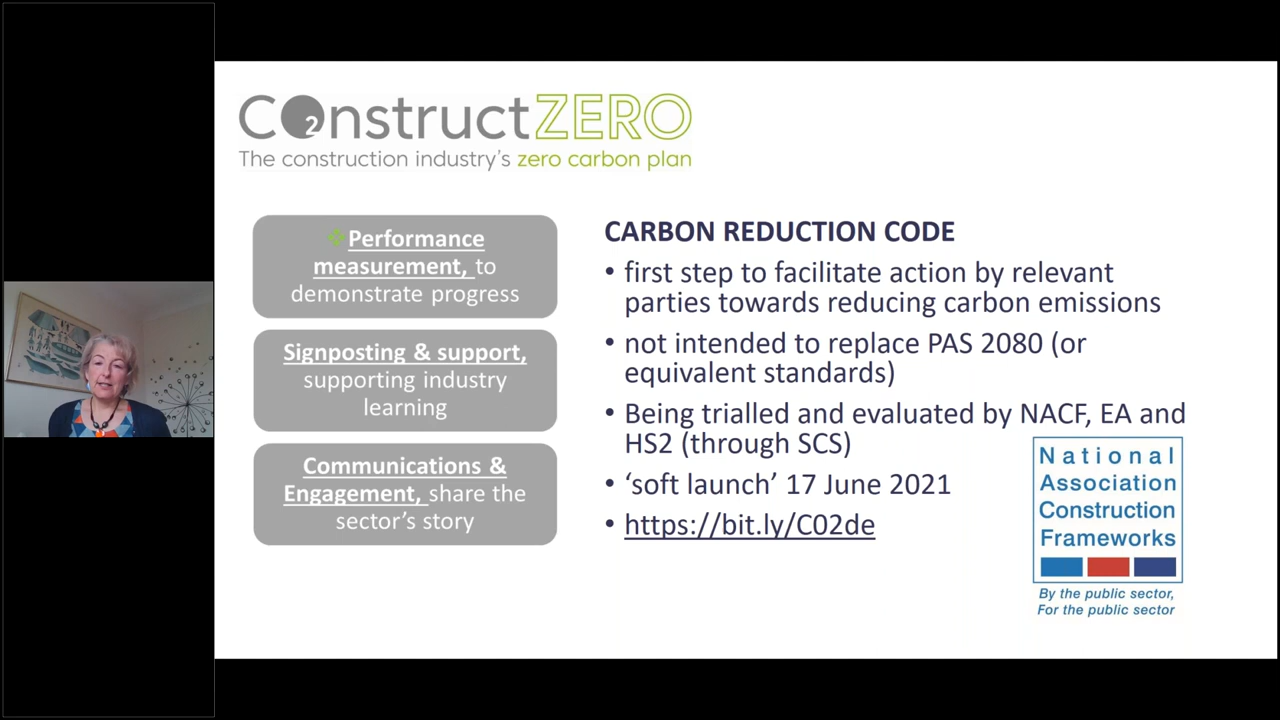 CO2nstructZERO
The construction industry's zero carbon plan
Performance
measurement, to
demonstrate progress
Signposting & support,
supporting industry
learning
Communications &
Engagement, share the
sector's story
CARBON REDUCTION CODE
• first step to facilitate action by relevant
parties towards reducing carbon emissions
• not intended to replace PAS 2080 (or
equivalent standards)
• Being trialled and evaluated by NACF, EA and
HS2 (through SCS)
• ‘soft launch’ 17 June 2021
• https://bit.ly/C02de
National
Association
Construction
Frameworks
By the public sector,
For the public sector